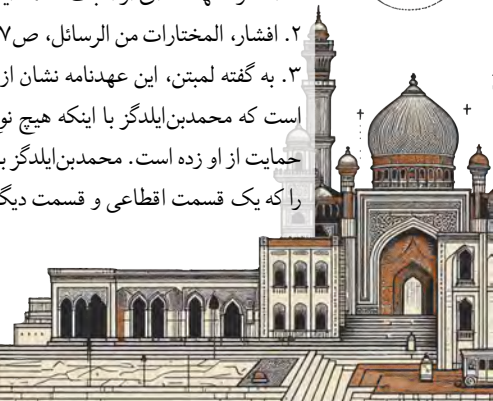 ۲. افشار، المختارات من الرسائل، ص۷
۳. به گفته لمبتن، این عهدنامه نشان از
است که محمدبن‌ایلدگز با اینکه هیچ
حمایت از او زده است. محمدبن‌ایلدگز
را که یک قسمت اقطاعی و قسمت